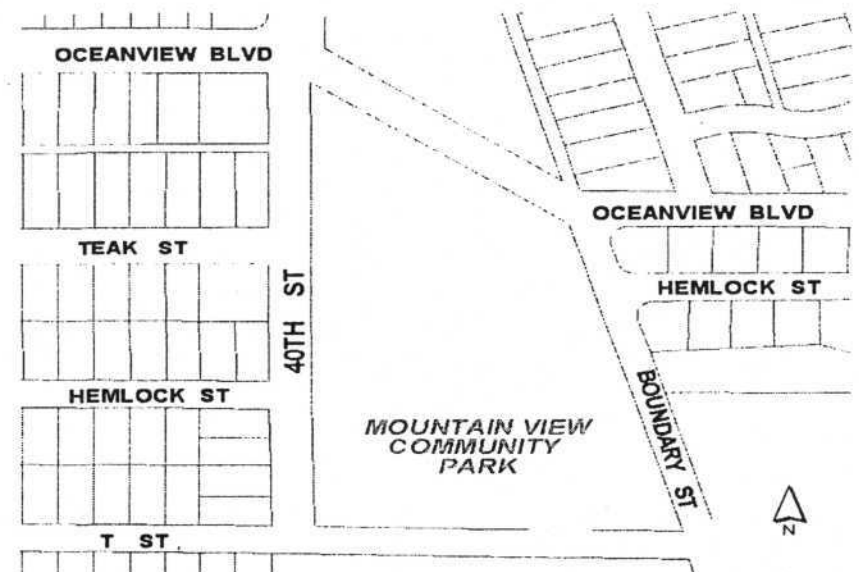 OCEANVIEW BLVD
OCEANVIEW BLVD
TEAK ST
HEMLOCK ST
40TH ST
HEMLOCK ST
BOUNDARY ST
MOUNTAIN VIEW
COMMUNITY
PARK
N
T ST